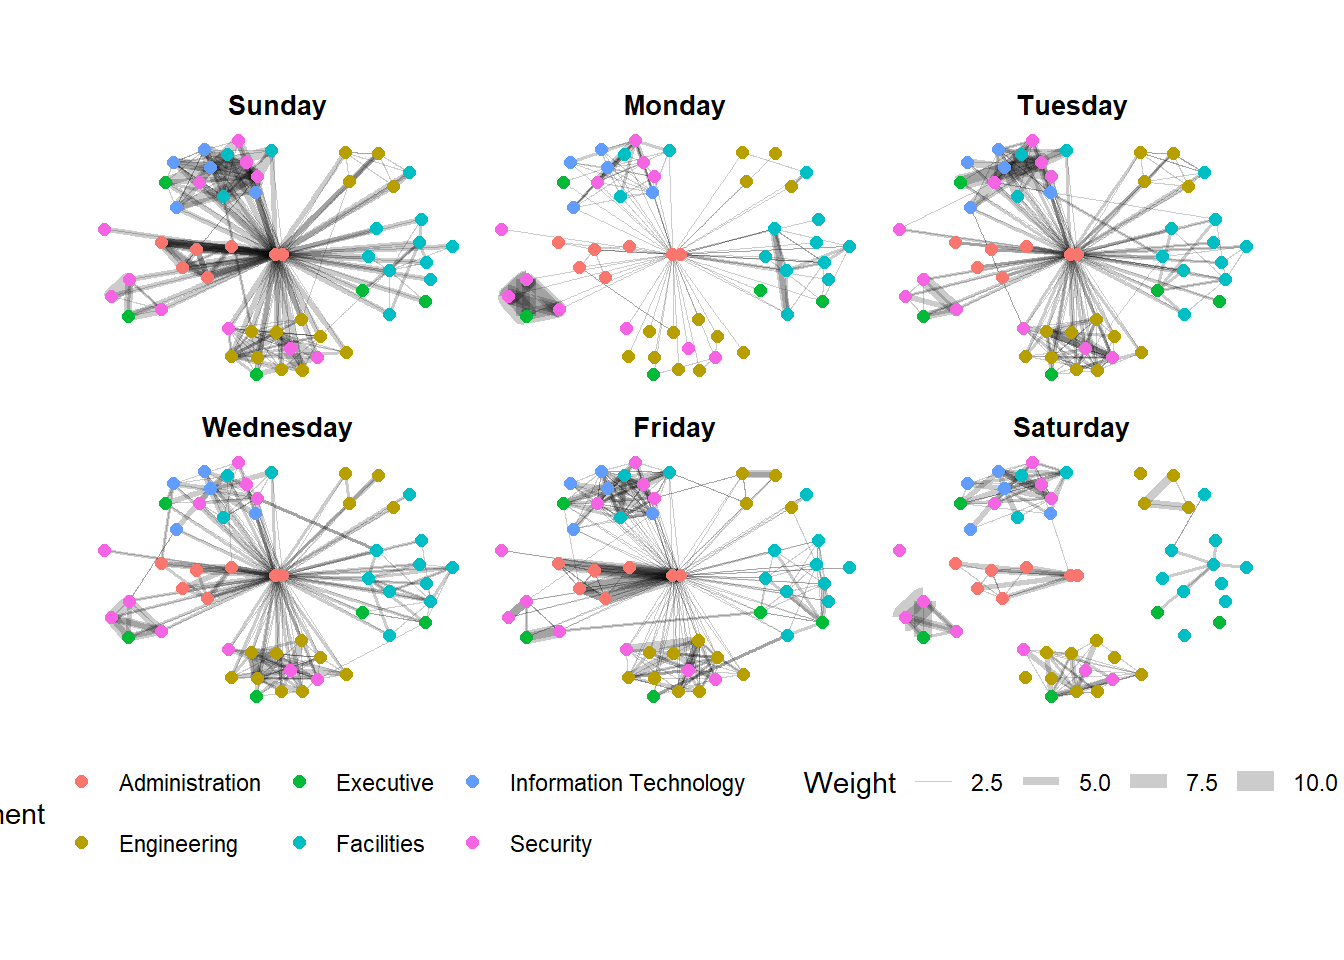 Sunday Monday Tuesday
Wednesday Friday Saturday
Administration Executive Information Technology Weight 2.5 5.0 7.5 10.0
Engineering Facilities Security